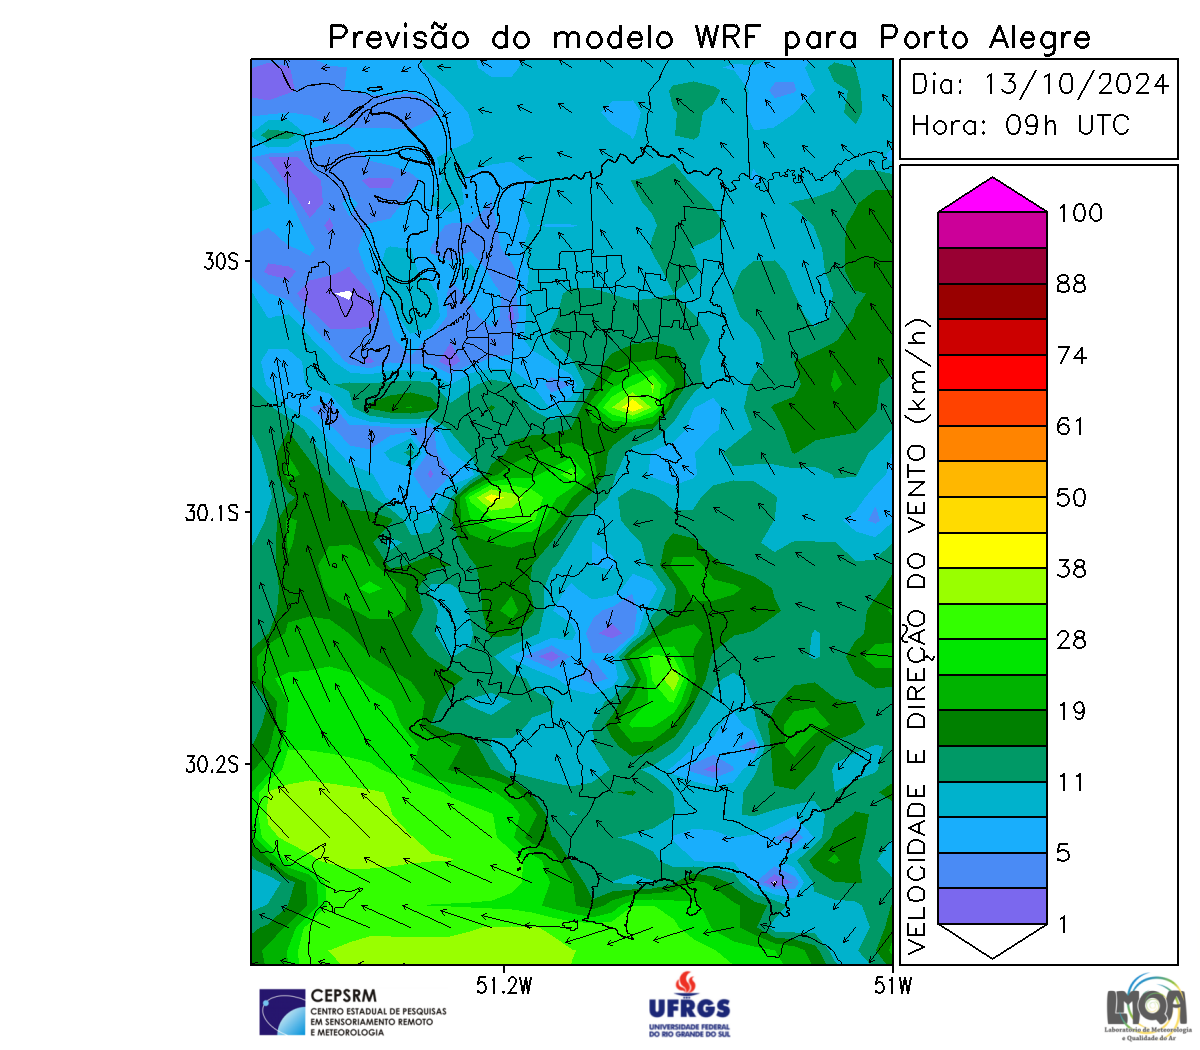 Previsão do modelo WRF para Porto Alegre
Dia: 13/10/2024
Hora: 09h UTC
30S
30.1S
30.2S
51.2W
51W
VELOCIDADE E DIREÇÃO DO VENTO (km/h)
100
88
74
61
50
38
28
19
11
5
1
CEPSRM
CENTRO ESTADUAL DE PESQUISAS
EM SENSORIAMENTO REMOTO
E METEOROLOGIA
UFRGS
UNIVERSIDADE FEDERAL
DO RIO GRANDE DO SUL
LMQA
Laboratório de Meteorologia
e Qualidade do Ar